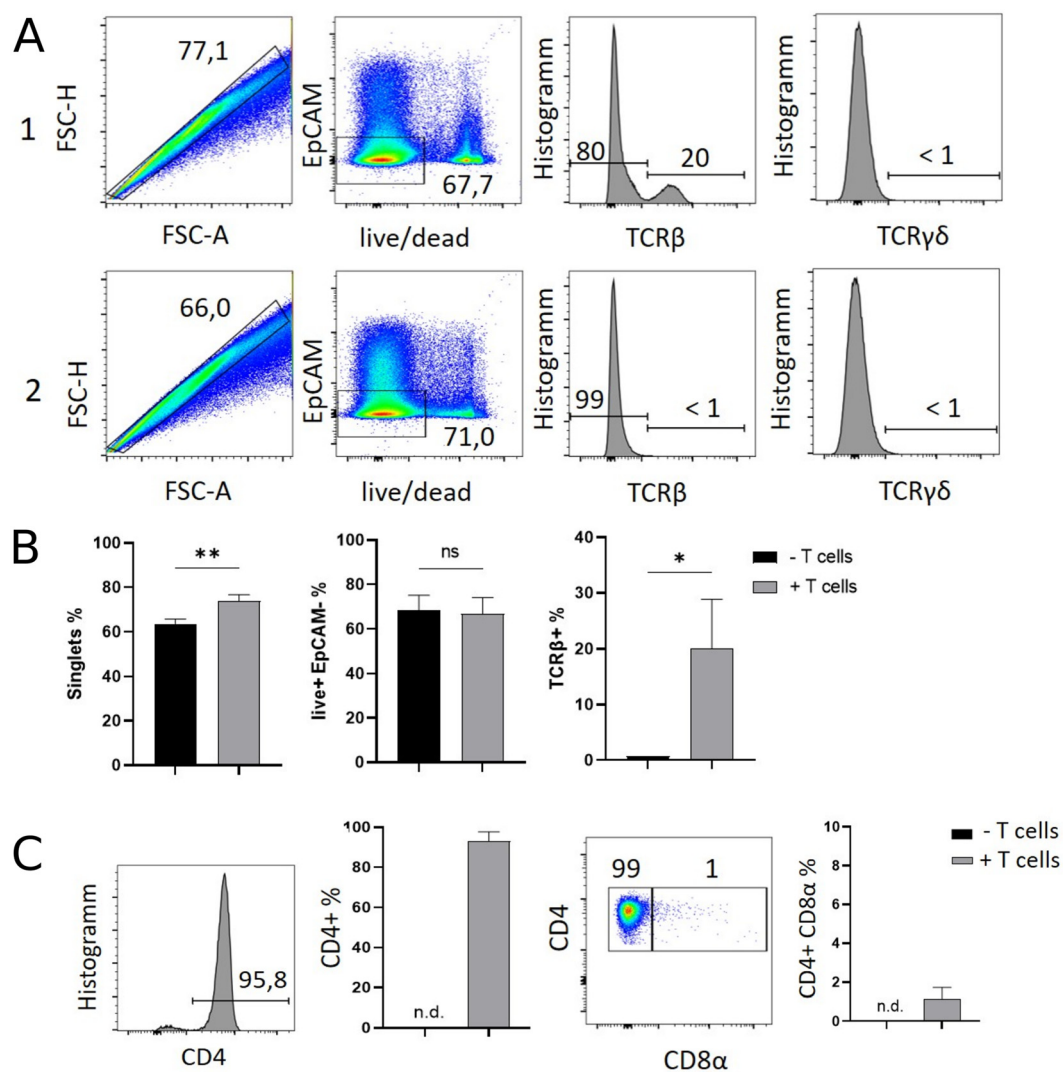 A
1
FSC-H
77,1
FSC-A
EpCAM
67,7
live/dead
Histogramm
80
20
TCRβ
Histogramm
< 1
TCRγδ
2
FSC-H
66,0
FSC-A
EpCAM
71,0
live/dead
Histogramm
99
< 1
TCRβ
Histogramm
< 1
TCRγδ
B
Singlets %
100
80
60
40
20
0
**
live+ EpCAM- %
100
80
60
40
20
0
ns
TCRβ+ %
40
30
20
10
0
*
- T cells
+ T cells
C
Histogramm
95,8
CD4
CD4+ %
100
80
60
40
20
0
n.d.
CD4
99
1
CD8α
CD4+ CD8α %
10
8
6
4
2
0
n.d.
- T cells
+ T cells